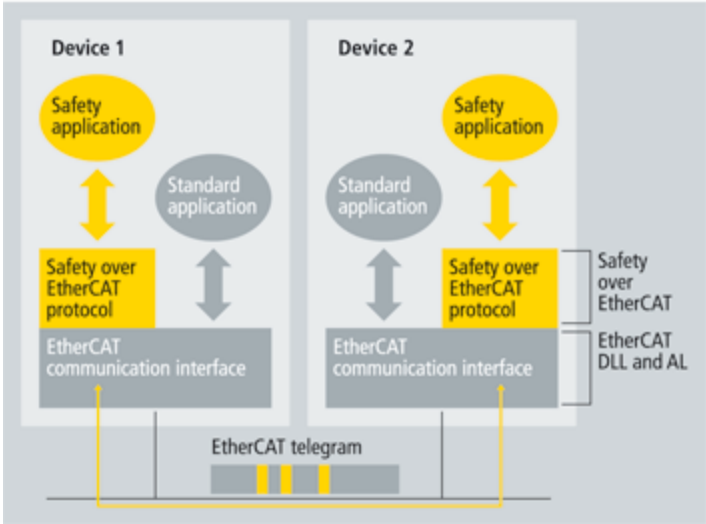 Device 1
Safety
application
Standard
application
Safety over
EtherCAT
protocol
EtherCAT
communication interface
Device 2
Safety
application
Standard
application
Safety over
EtherCAT
protocol
EtherCAT
communication interface
Safety
over
EtherCAT
EtherCAT
DLL and AL
EtherCAT telegram